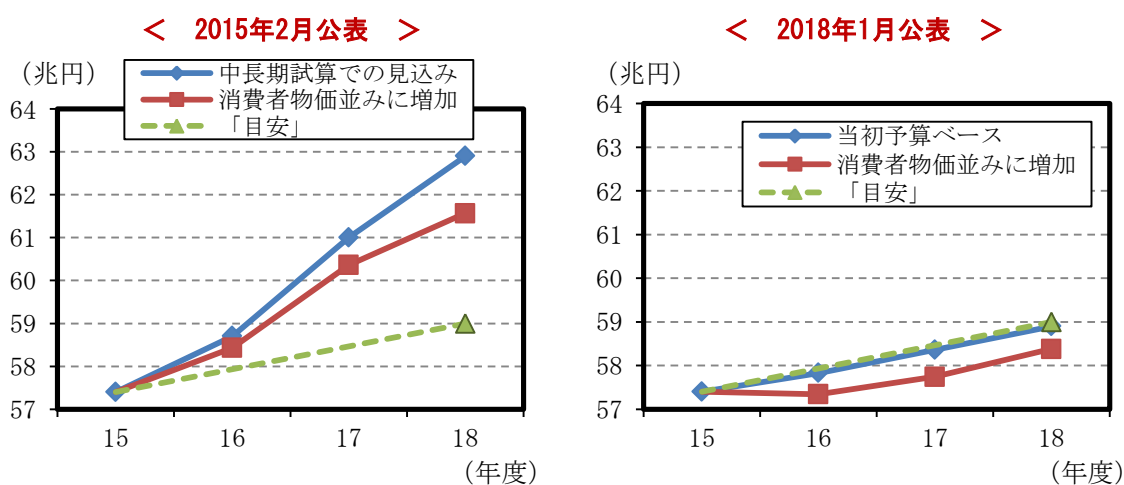 ＜ 2015年2月公表 ＞
（兆円）
中長期試算での見込み
消費者物価並みに増加
「目安」
64
63
62
61
60
59
58
57
15 16 17 18
（年度）
＜ 2018年1月公表 ＞
（兆円）
当初予算ベース
消費者物価並みに増加
「目安」
64
63
62
61
60
59
58
57
15 16 17 18
（年度）